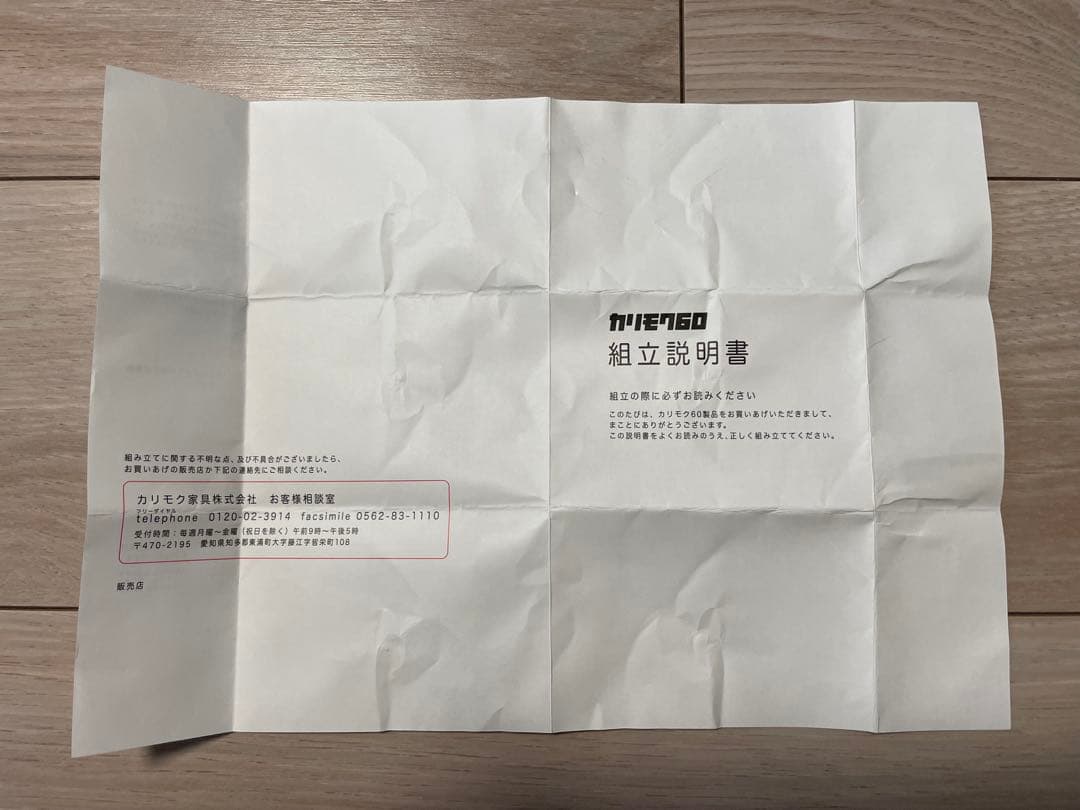 カリモク60
組立説明書
組立の際に必ずお読みください
このたびは、カリモク60製品をお買いあげいただきまして、
まことにありがとうございます。
この説明書をよくお読みのうえ、正しく組み立ててください。
組み立てに関する不明な点、及び不具合がございましたら、
お買いあげの販売店か下記の連絡先にご相談ください。
カリモク家具株式会社 お客様相談室
フリーダイヤル
telephone 0120-02-3914 facsimile 0562-83-1110
受付時間：毎週月曜〜金曜（祝日を除く）午前9時〜午後5時
〒470-2195 愛知県知多郡東浦町大字藤江字皆栄町108
販売店